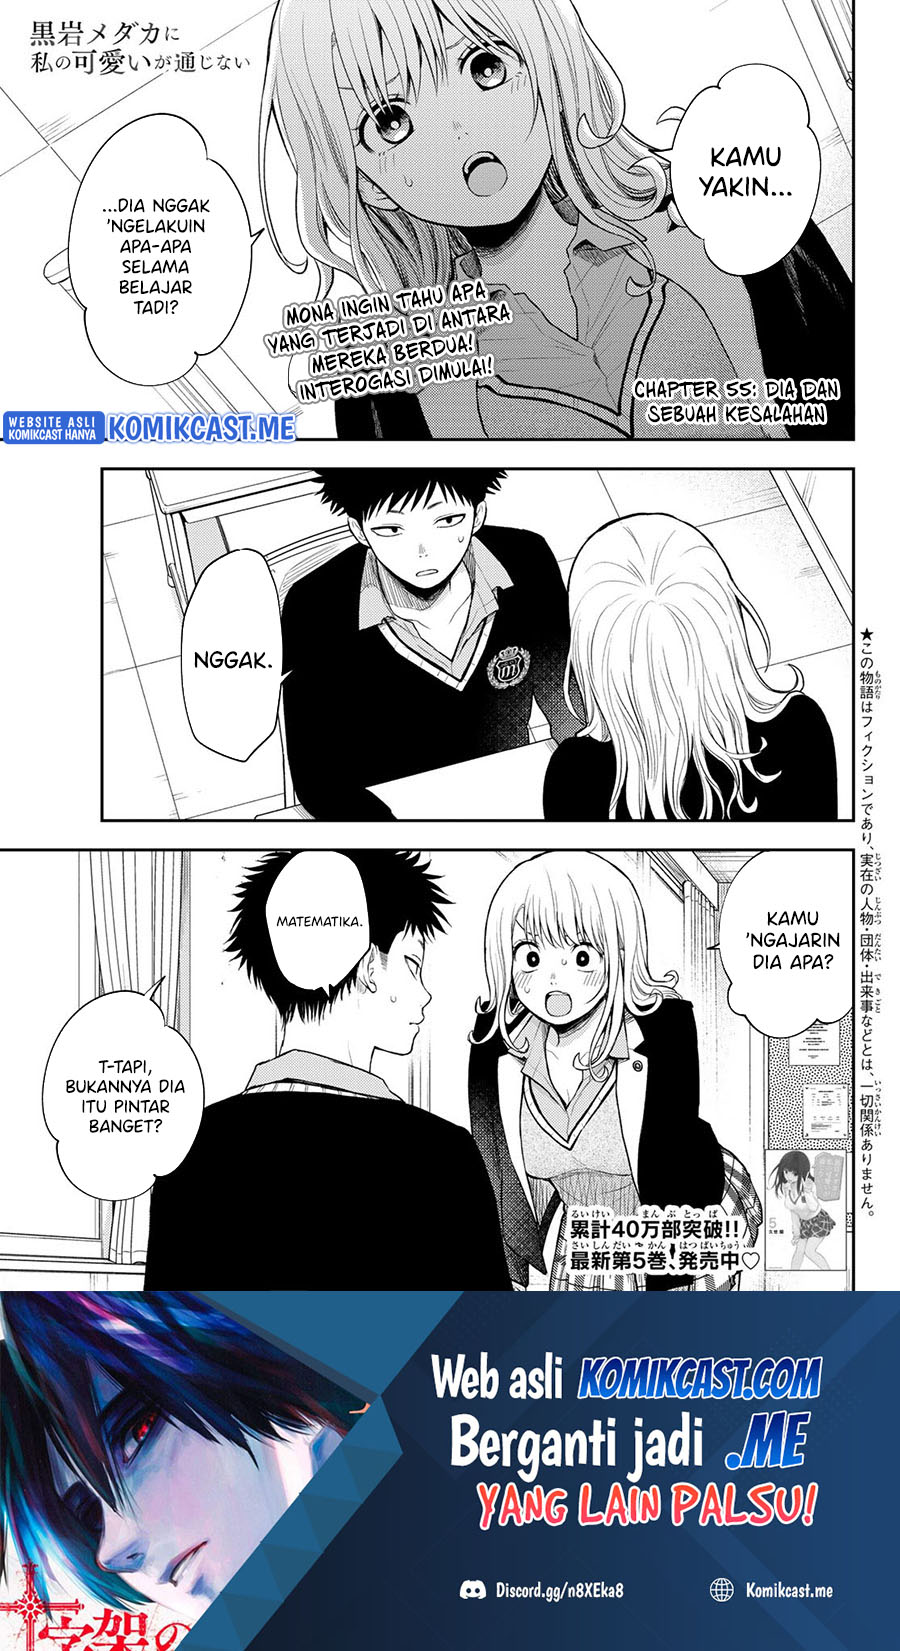 黒岩メダカに
私の可愛いが通じない
KAMU
YAKIN...
...DIA NGGAK
'NGELAKUIN
APA-APA
SELAMA
BELAJAR
TADI?
MONA INGIN TAHU APA
YANG TERJADI DI ANTARA
MEREKA BERDUA!
INTEROGASI DIMULAI!
CHAPTER 55: DIA DAN
SEBUAH KESALAHAN
WEBSITE ASLI
KOMIKCAST HANYA
KOMIKCAST.ME
NGGAK.
★この物語はフィクションであり、実在の人物・団体・出来事などとは、一切関係ありません。
KAMU
'NGAJARIN
DIA APA?
MATEMATIKA.
T-TAPI,
BUKANNYA DIA
ITU PINTAR
BANGET?
累計40万部突破!!
最新第5巻、発売中♡
Web asli KOMIKCAST.COM
Berganti jadi .ME
YANG LAIN PALSU!
Discord.gg/n8XEka8
Komikcast.me
字架の